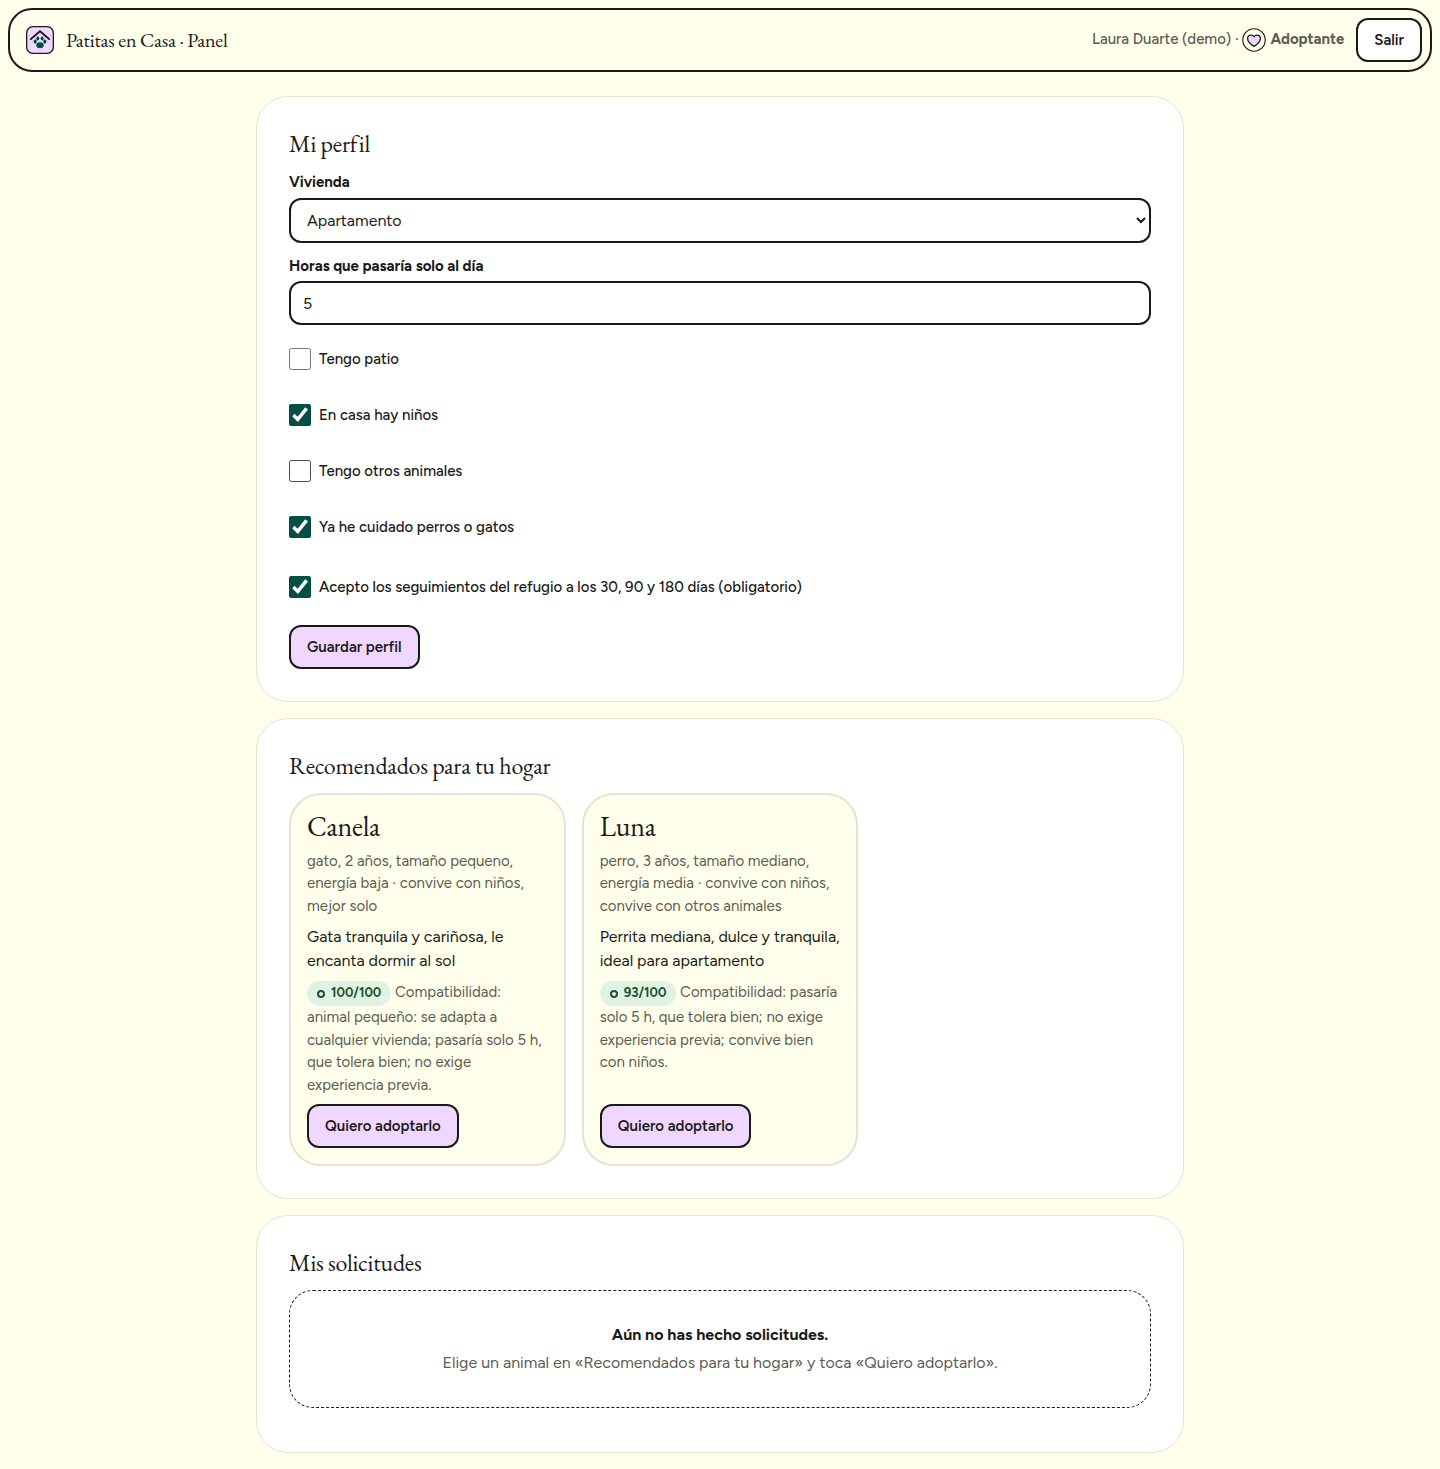 Patitas en Casa · Panel
Laura Duarte (demo) · Adoptante
Salir
Mi perfil
Vivienda
Apartamento
Horas que pasaría solo al día
5
Tengo patio
En casa hay niños
Tengo otros animales
Ya he cuidado perros o gatos
Acepto los seguimientos del refugio a los 30, 90 y 180 días (obligatorio)
Guardar perfil
Recomendados para tu hogar
Canela
gato, 2 años, tamaño pequeno,
energía baja · convive con niños,
mejor solo
Gata tranquila y cariñosa, le
encanta dormir al sol
100/100 Compatibilidad:
animal pequeño: se adapta a
cualquier vivienda; pasaría solo 5 h,
que tolera bien; no exige
experiencia previa.
Quiero adoptarlo
Luna
perro, 3 años, tamaño mediano,
energía media · convive con niños,
convive con otros animales
Perrita mediana, dulce y tranquila,
ideal para apartamento
93/100 Compatibilidad: pasaría
solo 5 h, que tolera bien; no exige
experiencia previa; convive bien
con niños.
Quiero adoptarlo
Mis solicitudes
Aún no has hecho solicitudes.
Elige un animal en «Recomendados para tu hogar» y toca «Quiero adoptarlo».